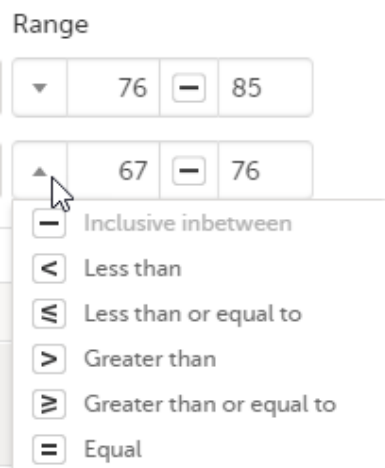 Range
76 − 85
67 − 76
− Inclusive inbetween
< Less than
≤ Less than or equal to
> Greater than
≥ Greater than or equal to
= Equal